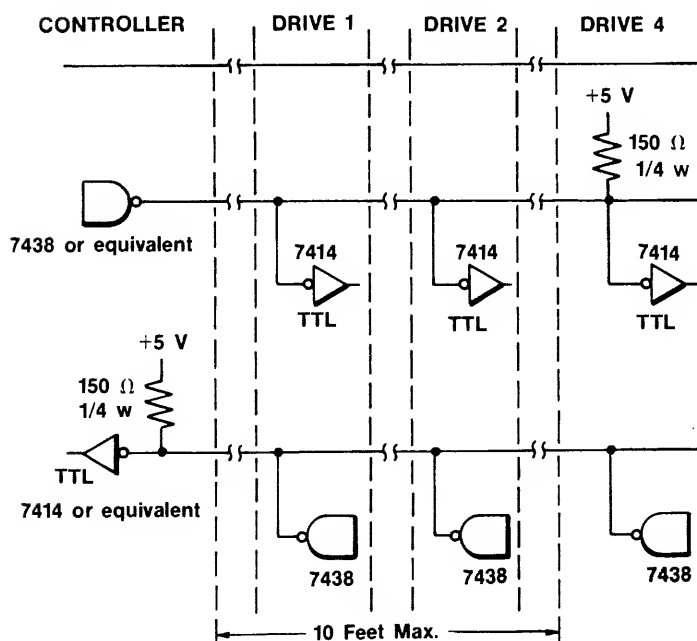 CONTROLLER DRIVE 1 DRIVE 2 DRIVE 4
+5 V
150 Ω
1/4 w
7438 or equivalent
7414 7414 7414
TTL TTL TTL
+5 V
150 Ω
1/4 w
TTL
7414 or equivalent
7438 7438 7438
10 Feet Max.